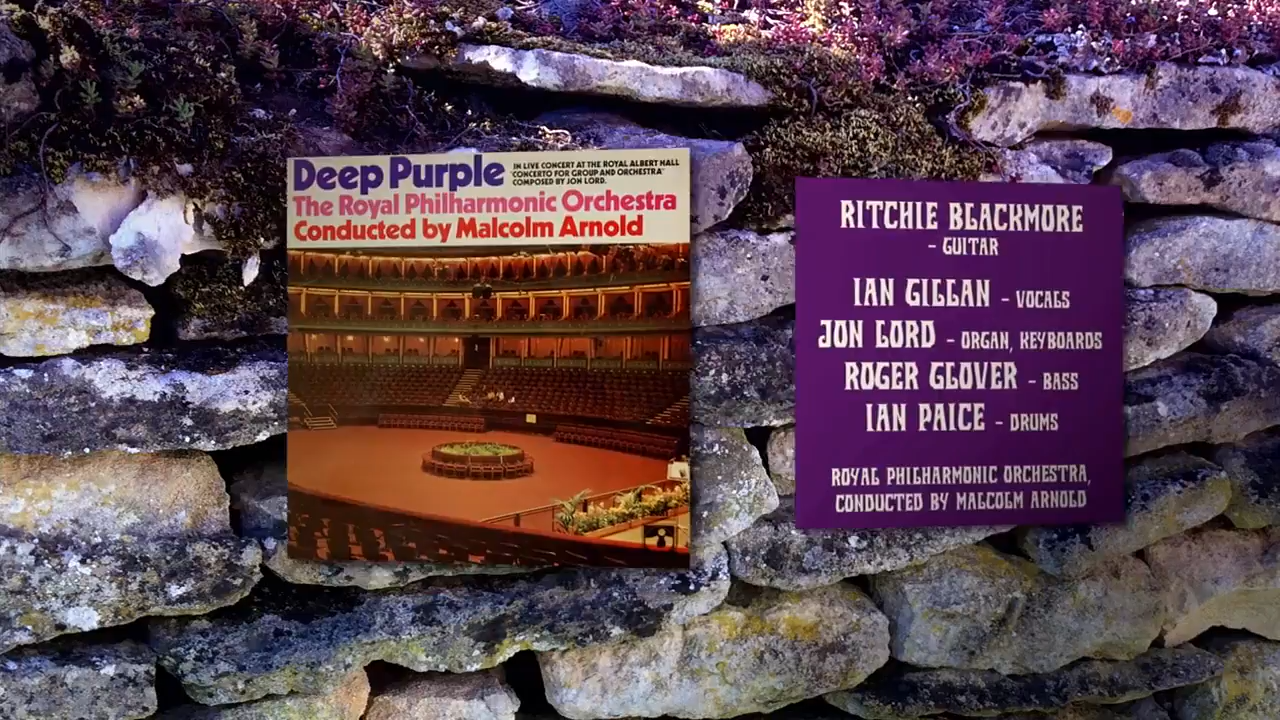 Deep Purple
IN LIVE CONCERT AT THE ROYAL ALBERT HALL
"CONCERTO FOR GROUP AND ORCHESTRA"
COMPOSED BY JON LORD.
The Royal Philharmonic Orchestra
Conducted by Malcolm Arnold
RITCHIE BLACKMORE
- GUITAR
IAN GILLAN - VOCALS
JON LORD - ORGAN, KEYBOARDS
ROGER GLOVER - BASS
IAN PAICE - DRUMS
ROYAL PHILHARMONIC ORCHESTRA,
CONDUCTED BY MALCOLM ARNOLD